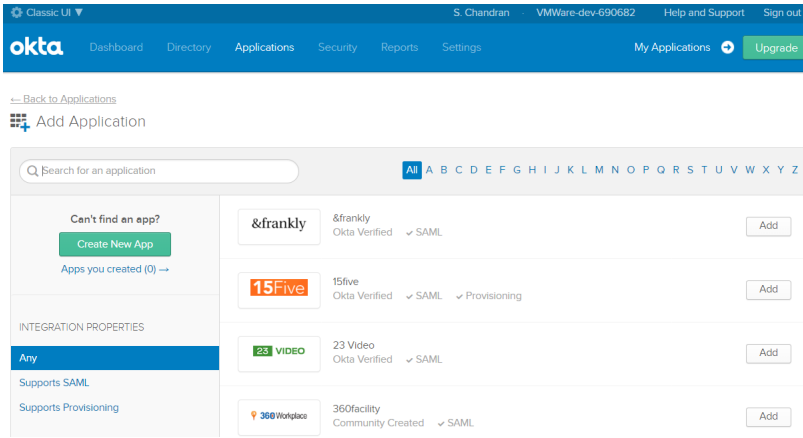 Classic UI ▼
S. Chandran · VMWare-dev-690682 Help and Support Sign out
okta Dashboard Directory Applications Security Reports Settings My Applications Upgrade
← Back to Applications
Add Application
Search for an application
All A B C D E F G H I J K L M N O P Q R S T U V W X Y Z
Can't find an app?
Create New App
Apps you created (0) →
INTEGRATION PROPERTIES
Any
Supports SAML
Supports Provisioning
&frankly
&frankly
Okta Verified ✓ SAML
Add
15Five
15five
Okta Verified ✓ SAML ✓ Provisioning
Add
23 VIDEO
23 Video
Okta Verified ✓ SAML
Add
360 Workplace
360facility
Community Created ✓ SAML
Add